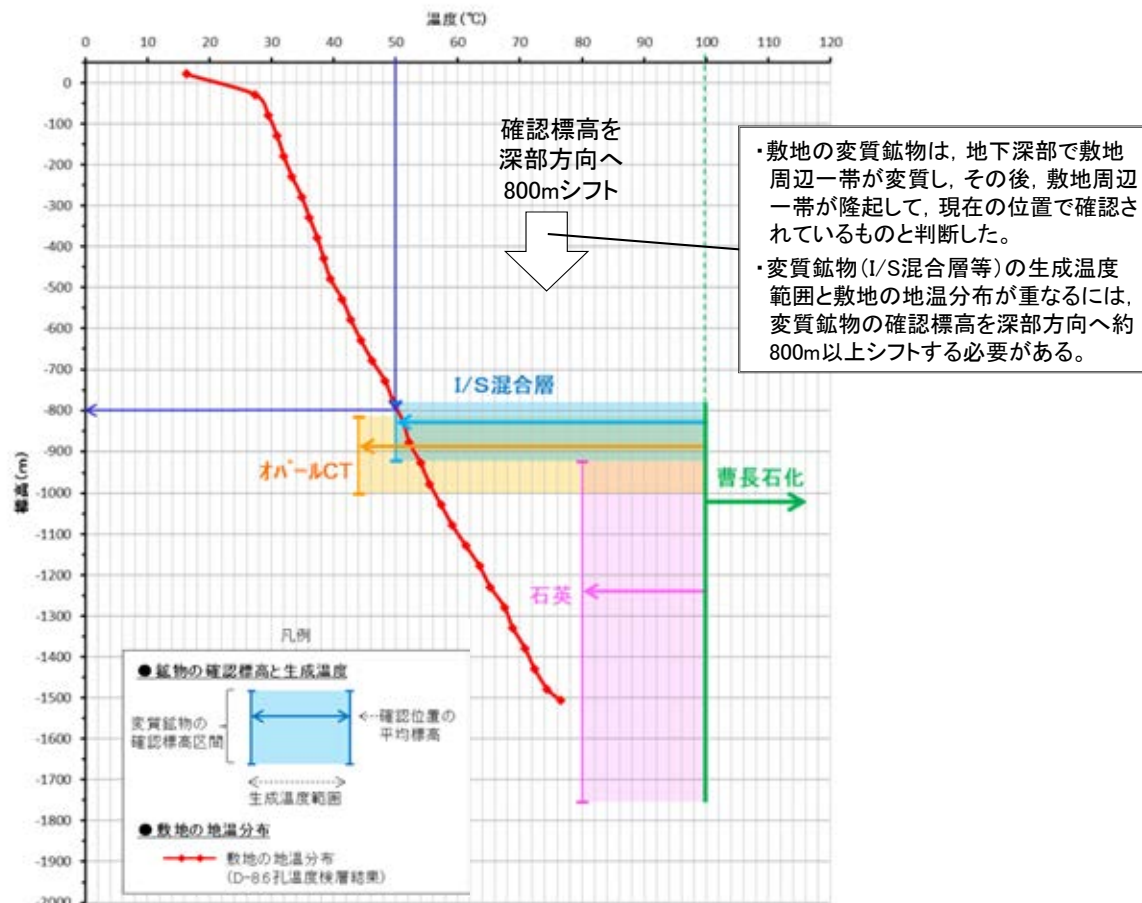 温度(℃)
0 10 20 30 40 50 60 70 80 90 100 110 120
標高(m)
0
-100
-200
-300
-400
-500
-600
-700
-800
-900
-1000
-1100
-1200
-1300
-1400
-1500
-1600
-1700
-1800
-1900
-2000
確認標高を
深部方向へ
800mシフト
・敷地の変質鉱物は，地下深部で敷地
周辺一帯が変質し，その後，敷地周辺
一帯が隆起して，現在の位置で確認さ
れているものと判断した。
・変質鉱物(I/S混合層等)の生成温度
範囲と敷地の地温分布が重なるには，
変質鉱物の確認標高を深部方向へ約
800m以上シフトする必要がある。
I/S混合層
オパールCT
曹長石化
石英
凡例
●鉱物の確認標高と生成温度
変質鉱物の
確認標高区間
確認位置の
平均標高
生成温度範囲
●敷地の地温分布
敷地の地温分布
(D-8.6孔温度検層結果)